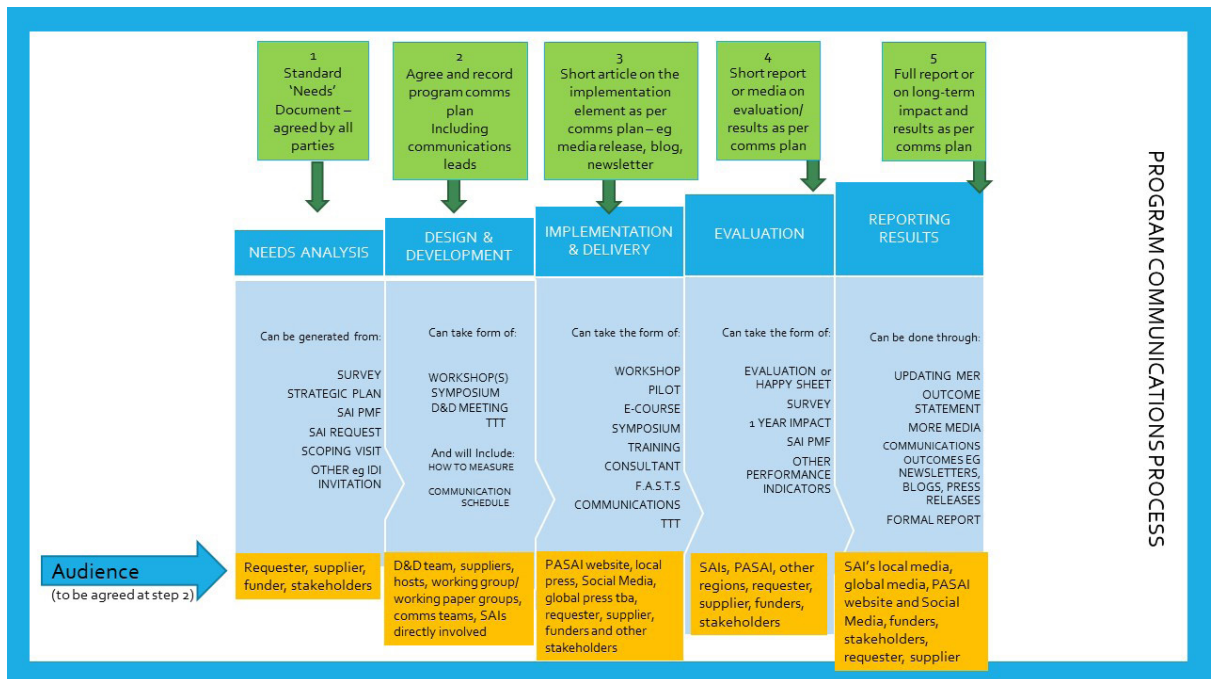 1
Standard
‘Needs’
Document –
agreed by all
parties
2
Agree and record
program comms
plan
Including
communications
leads
3
Short article on the
implementation
element as per
comms plan – eg
media release, blog,
newsletter
4
Short report
or media on
evaluation/
results as per
comms plan
5
Full report or
on long-term
impact and
results as per
comms plan
NEEDS ANALYSIS
DESIGN &
DEVELOPMENT
IMPLEMENTATION
& DELIVERY
EVALUATION
REPORTING
RESULTS
Can be generated from:
SURVEY
STRATEGIC PLAN
SAI PMF
SAI REQUEST
SCOPING VISIT
OTHER eg IDI
INVITATION
Can take form of:
WORKSHOP(S)
SYMPOSIUM
D&D MEETING
TTT
And will Include:
HOW TO MEASURE
COMMUNICATION
SCHEDULE
Can take the form of:
WORKSHOP
PILOT
E-COURSE
SYMPOSIUM
TRAINING
CONSULTANT
F.A.S.T.S
COMMUNICATIONS
TTT
Can take the form of:
EVALUATION or
HAPPY SHEET
SURVEY
1 YEAR IMPACT
SAI PMF
OTHER
PERFORMANCE
INDICATORS
Can be done through:
UPDATING MER
OUTCOME
STATEMENT
MORE MEDIA
COMMUNICATIONS
OUTCOMES EG
NEWSLETTERS,
BLOGS, PRESS
RELEASES
FORMAL REPORT
Audience
(to be agreed at step 2)
Requester, supplier,
funder, stakeholders
D&D team, suppliers,
hosts, working group/
working paper groups,
comms teams, SAIs
directly involved
PASAI website, local
press, Social Media,
global press tba,
requester, supplier,
funders and other
stakeholders
SAIs, PASAI, other
regions, requester,
supplier, funders,
stakeholders
SAI’s local media,
global media, PASAI
website and Social
Media, funders,
stakeholders,
requester, supplier
PROGRAM COMMUNICATIONS PROCESS